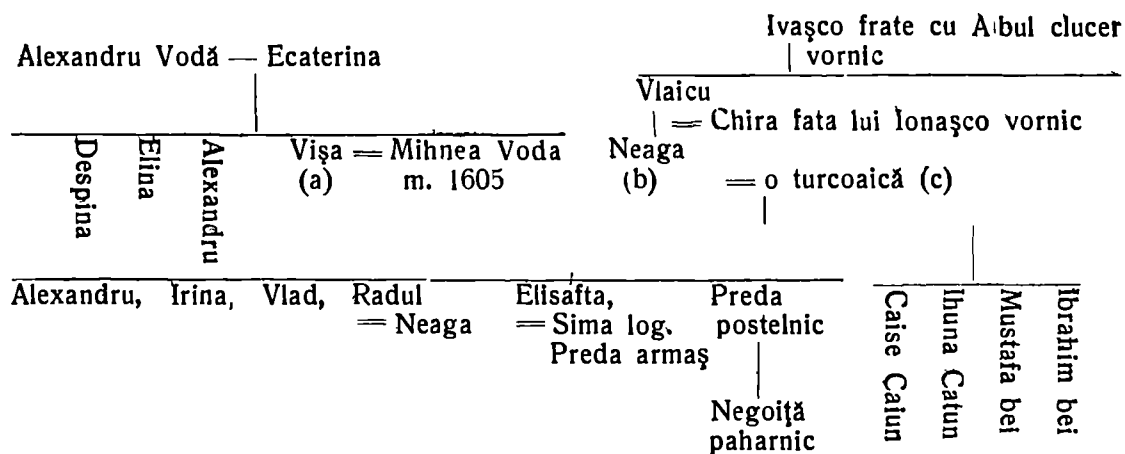 Ivaşco frate cu Albul clucer
vornic
Alexandru Vodă — Ecaterina
Vlaicu
= Chira fata lui Ionaşco vornic
Despina
Elina
Alexandru
Vişa = Mihnea Voda
(a) m. 1605
Neaga
(b) = o turcoaică (c)
Alexandru, Irina, Vlad, Radul Elisafta, Preda
= Neaga = Sima log. postelnic
Preda armaş
Negoiţă
paharnic
Caise Caiun
Ihuna Catun
Mustafa bei
Ibrahim bei